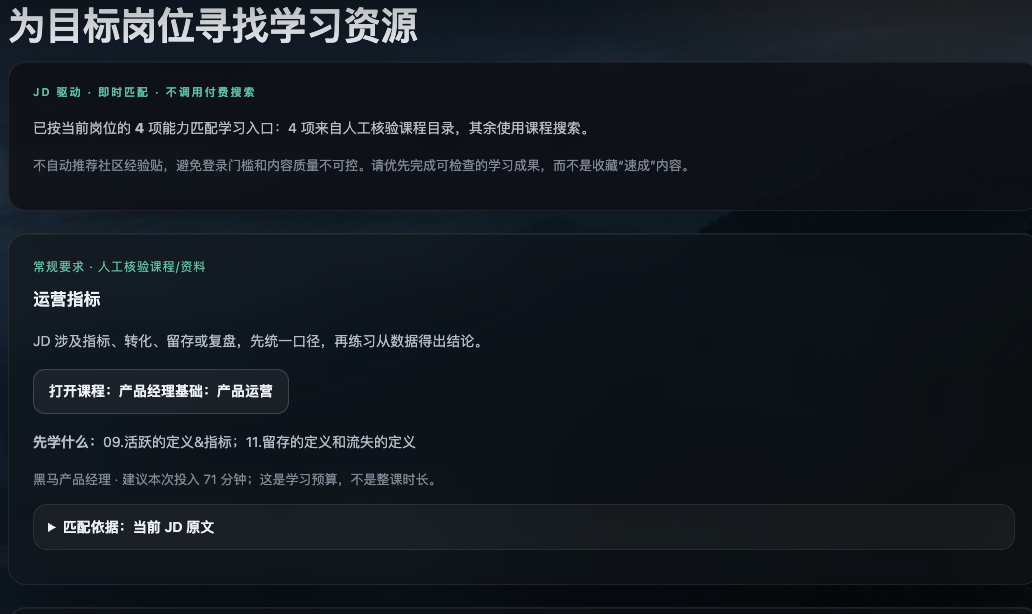 为目标岗位寻找学习资源
JD 驱动 · 即时匹配 · 不调用付费搜索
已按当前岗位的 4 项能力匹配学习入口：4 项来自人工核验课程目录，其余使用课程搜索。
不自动推荐社区经验贴，避免登录门槛和内容质量不可控。请优先完成可检查的学习成果，而不是收藏“速成”内容。
常规要求 · 人工核验课程/资料
运营指标
JD 涉及指标、转化、留存或复盘，先统一口径，再练习从数据得出结论。
打开课程：产品经理基础：产品运营
先学什么：09.活跃的定义&指标；11.留存的定义和流失的定义
黑马产品经理 · 建议本次投入 71 分钟；这是学习预算，不是整课时长。
▶ 匹配依据：当前 JD 原文